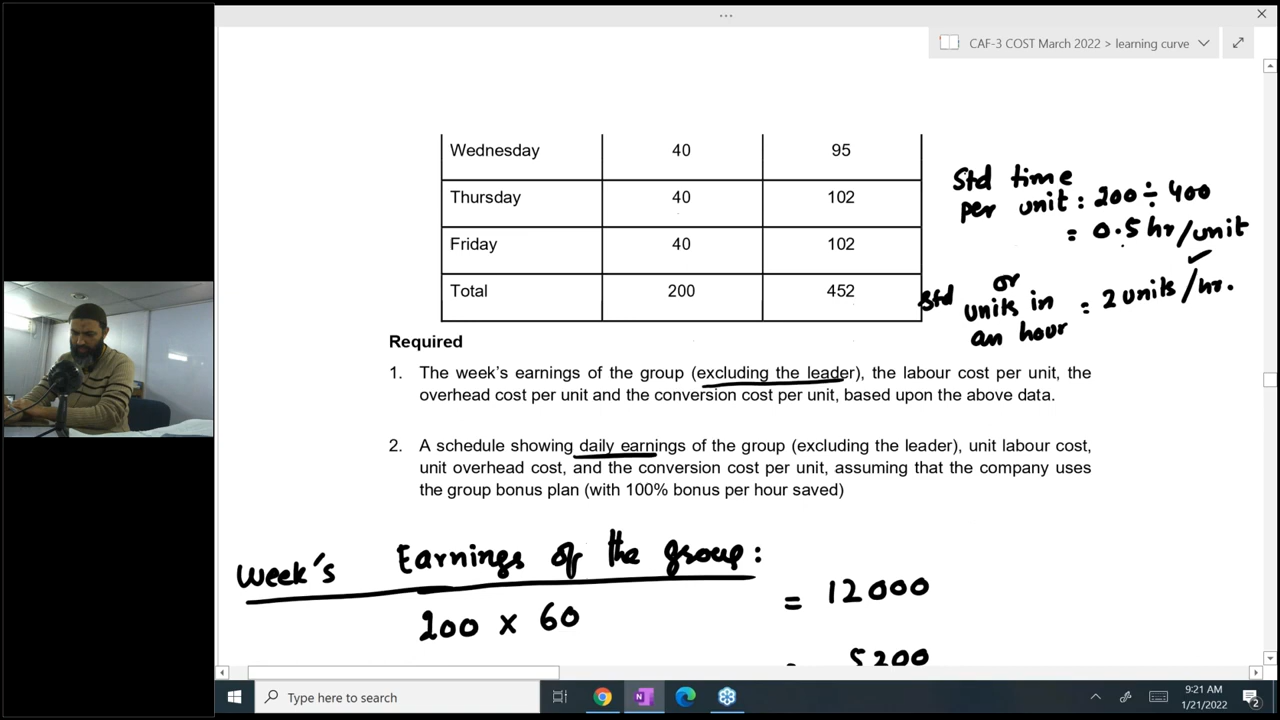 CAF-3 COST March 2022 > learning curve
Wednesday 40 95
Thursday 40 102
Friday 40 102
Total 200 452
Std time
per unit : 200 ÷ 400
= 0.5 hr/unit
or
Std units in = 2 units/hr.
an hour
Required
1. The week's earnings of the group (excluding the leader), the labour cost per unit, the
overhead cost per unit and the conversion cost per unit, based upon the above data.
2. A schedule showing daily earnings of the group (excluding the leader), unit labour cost,
unit overhead cost, and the conversion cost per unit, assuming that the company uses
the group bonus plan (with 100% bonus per hour saved)
Week's Earnings of the group:
200 x 60 = 12000
5200
Type here to search
9:21 AM
1/21/2022
2